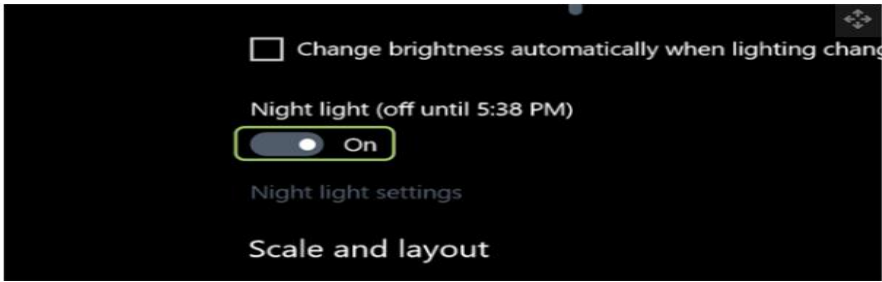 Change brightness automatically when lighting chang
Night light (off until 5:38 PM)
On
Night light settings
Scale and layout